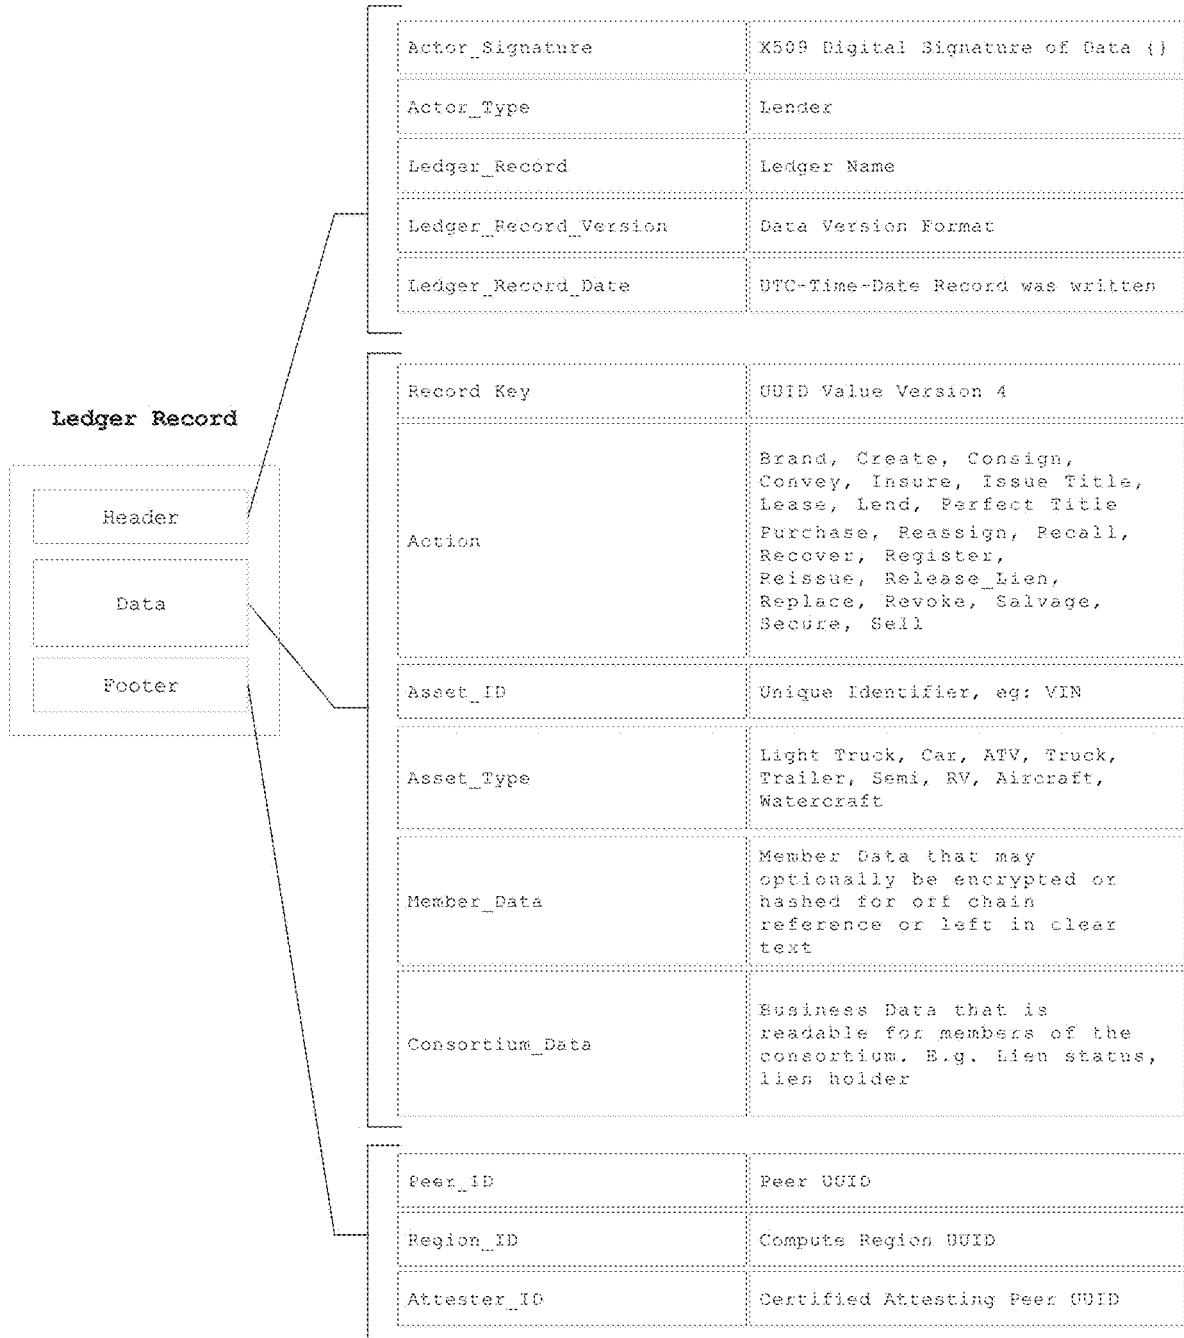 Actor_Signature
X509 Digital Signature of Data {}
Actor_Type
Lender
Ledger_Record
Ledger Name
Ledger_Record_Version
Data Version Format
Ledger_Record_Date
UTC-Time-Date Record was written
Ledger Record
Header
Data
Footer
Record Key
UUID Value Version 4
Action
Brand, Create, Consign,
Convey, Insure, Issue Title,
Lease, Lend, Perfect Title
Purchase, Reassign, Recall,
Recover, Register,
Reissue, Release_Lien,
Replace, Revoke, Salvage,
Secure, Sell
Asset_ID
Unique Identifier, eg: VIN
Asset_Type
Light Truck, Car, ATV, Truck,
Trailer, Semi, RV, Aircraft,
Watercraft
Member_Data
Member Data that may
optionally be encrypted or
hashed for off chain
reference or left in clear
text
Consortium_Data
Business Data that is
readable for members of the
consortium. E.g. Lien status,
lien holder
Peer_ID
Peer UUID
Region_ID
Compute Region UUID
Attester_ID
Certified Attesting Peer UUID